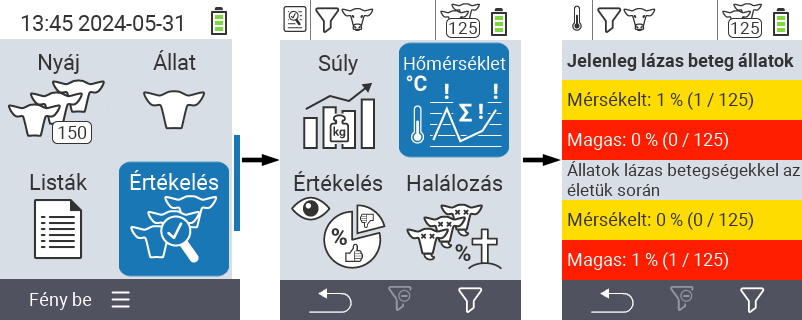 13:45 2024-05-31
Nyáj
Állat
150
Listák
Értékelés
Fény be
125
Súly
Hőmérséklet
°C
! Σ ! !
kg
Értékelés
Halálozás
%
%
125
Jelenleg lázas beteg állatok
Mérsékelt: 1 % (1 / 125)
Magas: 0 % (0 / 125)
Állatok lázas betegségekkel az
életük során
Mérsékelt: 0 % (0 / 125)
Magas: 1 % (1 / 125)